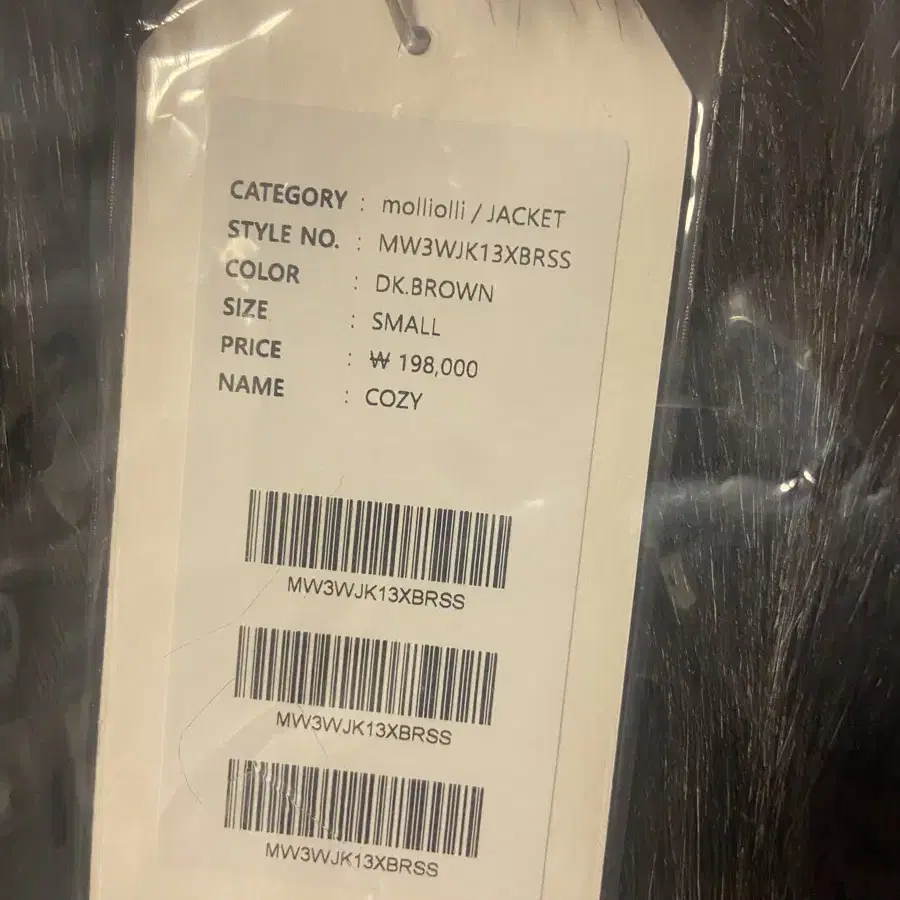 CATEGORY : molliolli / JACKET
STYLE NO. : MW3WJK13XBRSS
COLOR : DK.BROWN
SIZE : SMALL
PRICE : ₩ 198,000
NAME : COZY
MW3WJK13XBRSS
MW3WJK13XBRSS
MW3WJK13XBRSS